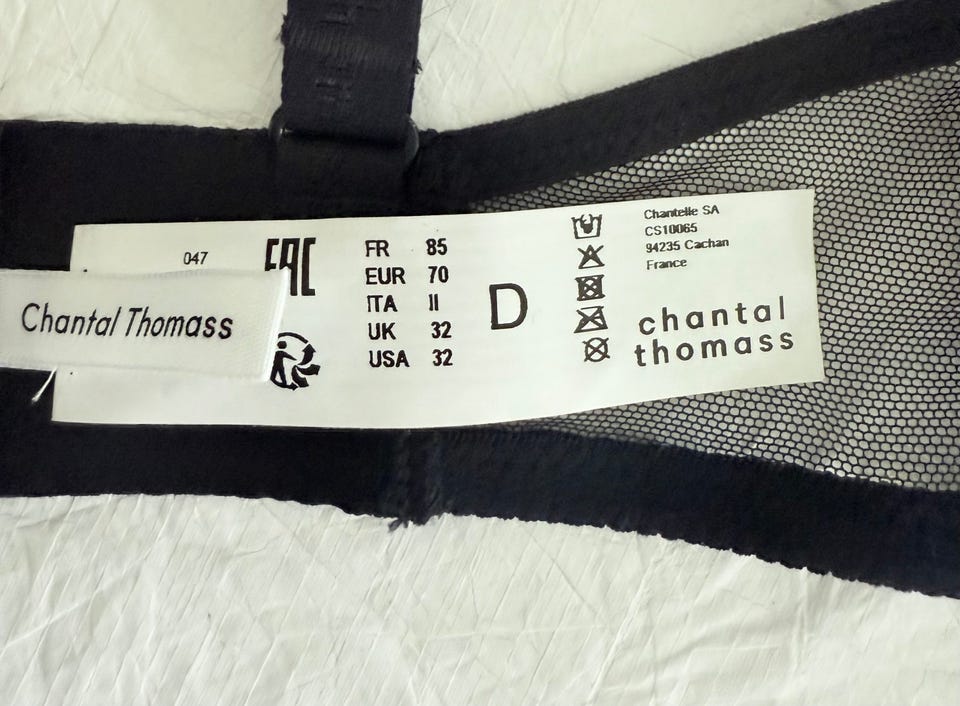 047
EAC
FR 85
EUR 70
ITA II
UK 32
USA 32
D
Chantelle SA
CS10065
94235 Cachan
France
chantal
thomass
Chantal Thomass